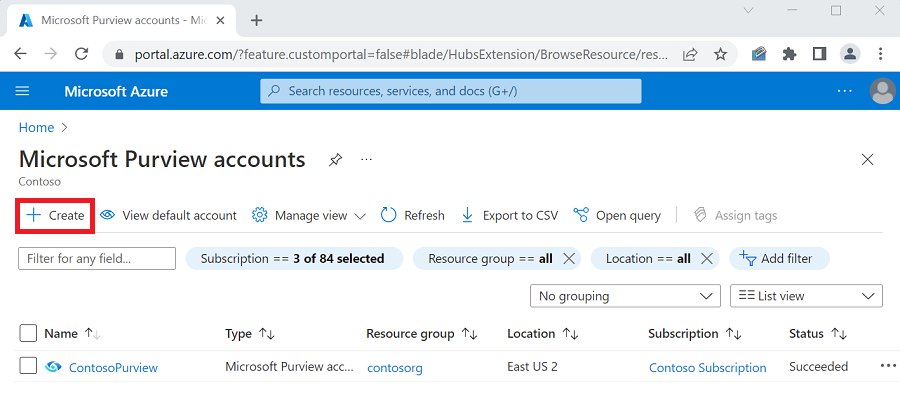 Microsoft Purview accounts - Mic
portal.azure.com/?feature.customportal=false#blade/HubsExtension/BrowseResource/res...
Microsoft Azure
Search resources, services, and docs (G+/)
Home
Microsoft Purview accounts
Contoso
Create
View default account
Manage view
Refresh
Export to CSV
Open query
Assign tags
Filter for any field...
Subscription == 3 of 84 selected
Resource group == all
Location == all
Add filter
No grouping
List view
Name
Type
Resource group
Location
Subscription
Status
ContosoPurview
Microsoft Purview acc...
contosorg
East US 2
Contoso Subscription
Succeeded